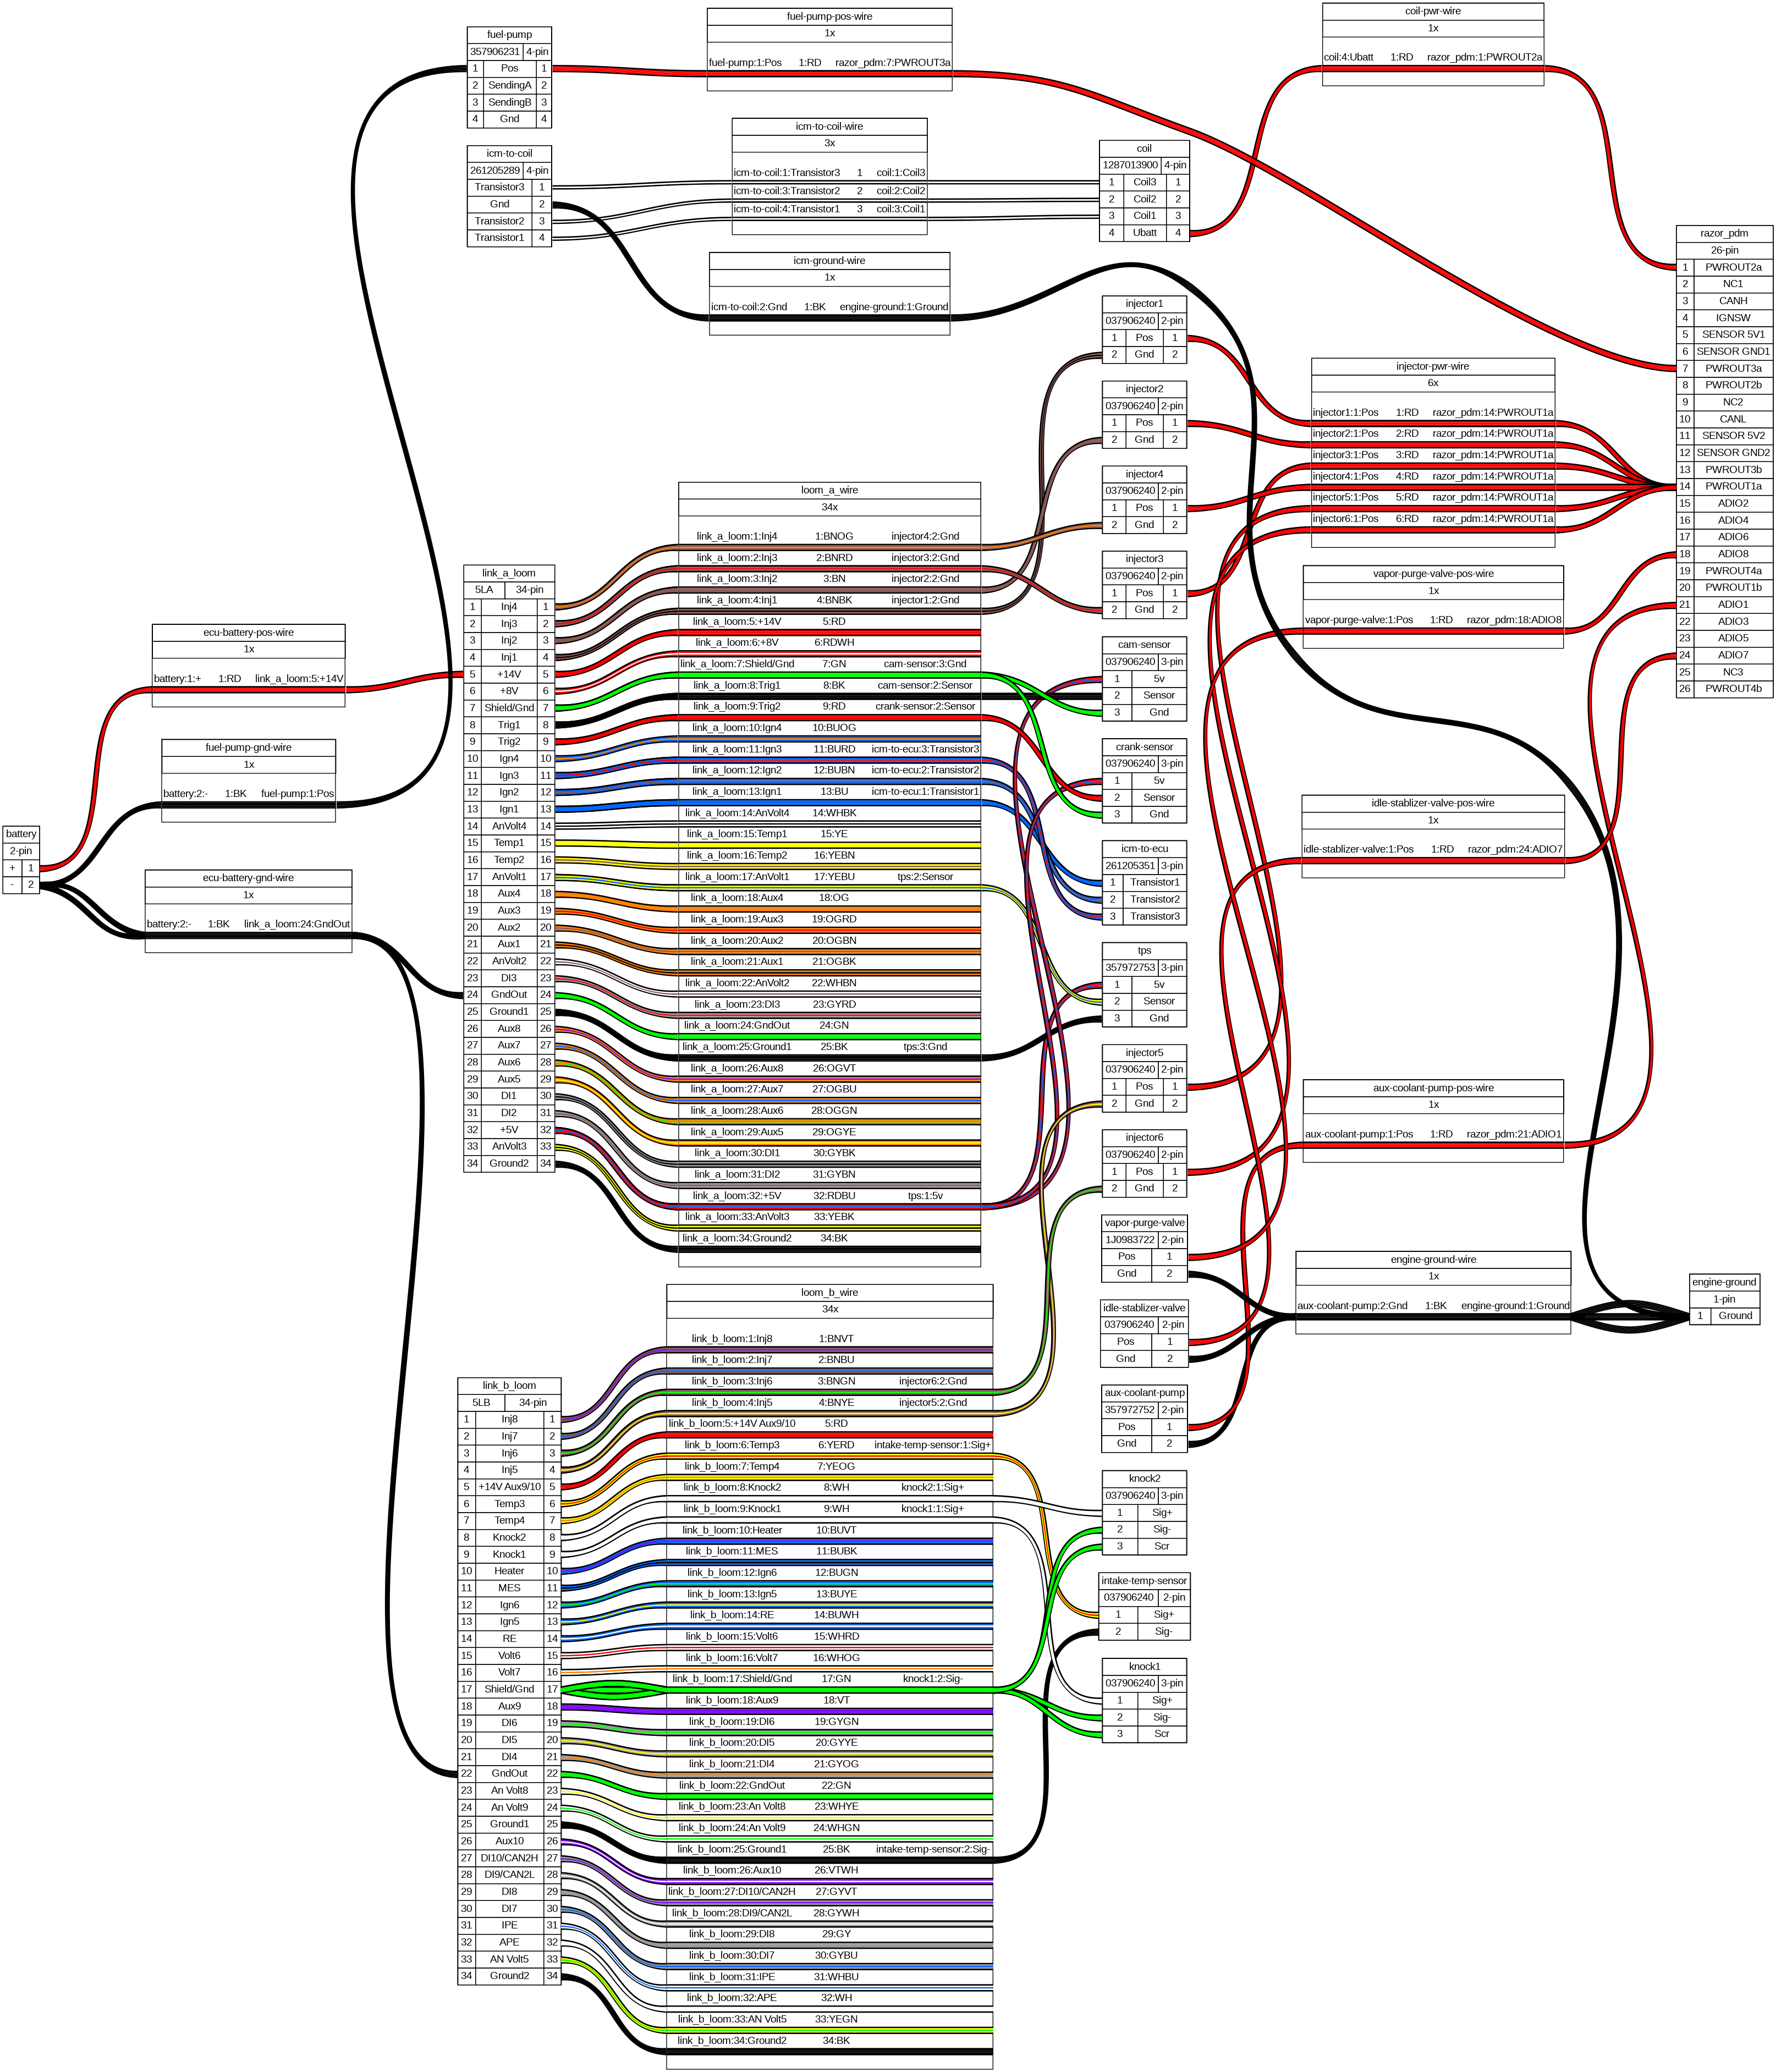 fuel-pump
357906231 4-pin
1 Pos 1
2 SendingA 2
3 SendingB 3
4 Gnd 4
fuel-pump-pos-wire
1x
fuel-pump:1:Pos 1:RD razor_pdm:7:PWROUT3a
coil-pwr-wire
1x
coil:4:Ubatt 1:RD razor_pdm:1:PWROUT2a
icm-to-coil
261205289 4-pin
Transistor3 1
Gnd 2
Transistor2 3
Transistor1 4
icm-to-coil-wire
3x
icm-to-coil:1:Transistor3 1 coil:1:Coil3
icm-to-coil:3:Transistor2 2 coil:2:Coil2
icm-to-coil:4:Transistor1 3 coil:3:Coil1
coil
1287013900 4-pin
1 Coil3 1
2 Coil2 2
3 Coil1 3
4 Ubatt 4
icm-ground-wire
1x
icm-to-coil:2:Gnd 1:BK engine-ground:1:Ground
razor_pdm
26-pin
1 PWROUT2a
2 NC1
3 CANH
4 IGNSW
5 SENSOR 5V1
6 SENSOR GND1
7 PWROUT3a
8 PWROUT2b
9 NC2
10 CANL
11 SENSOR 5V2
12 SENSOR GND2
13 PWROUT3b
14 PWROUT1a
15 ADIO2
16 ADIO4
17 ADIO6
18 ADIO8
19 PWROUT4a
20 PWROUT1b
21 ADIO1
22 ADIO3
23 ADIO5
24 ADIO7
25 NC3
26 PWROUT4b
injector1
037906240 2-pin
1 Pos 1
2 Gnd 2
injector2
037906240 2-pin
1 Pos 1
2 Gnd 2
injector4
037906240 2-pin
1 Pos 1
2 Gnd 2
injector3
037906240 2-pin
1 Pos 1
2 Gnd 2
injector-pwr-wire
6x
injector1:1:Pos 1:RD razor_pdm:14:PWROUT1a
injector2:1:Pos 2:RD razor_pdm:14:PWROUT1a
injector3:1:Pos 3:RD razor_pdm:14:PWROUT1a
injector4:1:Pos 4:RD razor_pdm:14:PWROUT1a
injector5:1:Pos 5:RD razor_pdm:14:PWROUT1a
injector6:1:Pos 6:RD razor_pdm:14:PWROUT1a
vapor-purge-valve-pos-wire
1x
vapor-purge-valve:1:Pos 1:RD razor_pdm:18:ADIO8
idle-stablizer-valve-pos-wire
1x
idle-stablizer-valve:1:Pos 1:RD razor_pdm:24:ADIO7
aux-coolant-pump-pos-wire
1x
aux-coolant-pump:1:Pos 1:RD razor_pdm:21:ADIO1
engine-ground-wire
1x
aux-coolant-pump:2:Gnd 1:BK engine-ground:1:Ground
engine-ground
1-pin
1 Ground
ecu-battery-pos-wire
1x
battery:1:+ 1:RD link_a_loom:5:+14V
fuel-pump-gnd-wire
1x
battery:2:- 1:BK fuel-pump:1:Pos
battery
2-pin
+ 1
- 2
ecu-battery-gnd-wire
1x
battery:2:- 1:BK link_a_loom:24:GndOut
link_a_loom
5LA 34-pin
1 Inj4 1
2 Inj3 2
3 Inj2 3
4 Inj1 4
5 +14V 5
6 +8V 6
7 Shield/Gnd 7
8 Trig1 8
9 Trig2 9
10 Ign4 10
11 Ign3 11
12 Ign2 12
13 Ign1 13
14 AnVolt4 14
15 Temp1 15
16 Temp2 16
17 AnVolt1 17
18 Aux4 18
19 Aux3 19
20 Aux2 20
21 Aux1 21
22 AnVolt2 22
23 DI3 23
24 GndOut 24
25 Ground1 25
26 Aux8 26
27 Aux7 27
28 Aux6 28
29 Aux5 29
30 DI1 30
31 DI2 31
32 +5V 32
33 AnVolt3 33
34 Ground2 34
loom_a_wire
34x
link_a_loom:1:Inj4 1:BNOG injector4:2:Gnd
link_a_loom:2:Inj3 2:BNRD injector3:2:Gnd
link_a_loom:3:Inj2 3:BN injector2:2:Gnd
link_a_loom:4:Inj1 4:BNBK injector1:2:Gnd
link_a_loom:5:+14V 5:RD
link_a_loom:6:+8V 6:RDWH
link_a_loom:7:Shield/Gnd 7:GN cam-sensor:3:Gnd
link_a_loom:8:Trig1 8:BK cam-sensor:2:Sensor
link_a_loom:9:Trig2 9:RD crank-sensor:2:Sensor
link_a_loom:10:Ign4 10:BUOG
link_a_loom:11:Ign3 11:BURD icm-to-ecu:3:Transistor3
link_a_loom:12:Ign2 12:BUBN icm-to-ecu:2:Transistor2
link_a_loom:13:Ign1 13:BU icm-to-ecu:1:Transistor1
link_a_loom:14:AnVolt4 14:WHBK
link_a_loom:15:Temp1 15:YE
link_a_loom:16:Temp2 16:YEBN
link_a_loom:17:AnVolt1 17:YEBU tps:2:Sensor
link_a_loom:18:Aux4 18:OG
link_a_loom:19:Aux3 19:OGRD
link_a_loom:20:Aux2 20:OGBN
link_a_loom:21:Aux1 21:OGBK
link_a_loom:22:AnVolt2 22:WHBN
link_a_loom:23:DI3 23:GYRD
link_a_loom:24:GndOut 24:GN
link_a_loom:25:Ground1 25:BK tps:3:Gnd
link_a_loom:26:Aux8 26:OGVT
link_a_loom:27:Aux7 27:OGBU
link_a_loom:28:Aux6 28:OGGN
link_a_loom:29:Aux5 29:OGYE
link_a_loom:30:DI1 30:GYBK
link_a_loom:31:DI2 31:GYBN
link_a_loom:32:+5V 32:RDBU tps:1:5v
link_a_loom:33:AnVolt3 33:YEBK
link_a_loom:34:Ground2 34:BK
cam-sensor
037906240 3-pin
1 5v
2 Sensor
3 Gnd
crank-sensor
037906240 3-pin
1 5v
2 Sensor
3 Gnd
icm-to-ecu
261205351 3-pin
1 Transistor1
2 Transistor2
3 Transistor3
tps
357972753 3-pin
1 5v
2 Sensor
3 Gnd
injector5
037906240 2-pin
1 Pos 1
2 Gnd 2
injector6
037906240 2-pin
1 Pos 1
2 Gnd 2
vapor-purge-valve
1J0983722 2-pin
Pos 1
Gnd 2
idle-stablizer-valve
037906240 2-pin
Pos 1
Gnd 2
aux-coolant-pump
357972752 2-pin
Pos 1
Gnd 2
knock2
037906240 3-pin
1 Sig+
2 Sig-
3 Scr
intake-temp-sensor
037906240 2-pin
1 Sig+
2 Sig-
knock1
037906240 3-pin
1 Sig+
2 Sig-
3 Scr
link_b_loom
5LB 34-pin
1 Inj8 1
2 Inj7 2
3 Inj6 3
4 Inj5 4
5 +14V Aux9/10 5
6 Temp3 6
7 Temp4 7
8 Knock2 8
9 Knock1 9
10 Heater 10
11 MES 11
12 Ign6 12
13 Ign5 13
14 RE 14
15 Volt6 15
16 Volt7 16
17 Shield/Gnd 17
18 Aux9 18
19 DI6 19
20 DI5 20
21 DI4 21
22 GndOut 22
23 An Volt8 23
24 An Volt9 24
25 Ground1 25
26 Aux10 26
27 DI10/CAN2H 27
28 DI9/CAN2L 28
29 DI8 29
30 DI7 30
31 IPE 31
32 APE 32
33 AN Volt5 33
34 Ground2 34
loom_b_wire
34x
link_b_loom:1:Inj8 1:BNVT
link_b_loom:2:Inj7 2:BNBU
link_b_loom:3:Inj6 3:BNGN injector6:2:Gnd
link_b_loom:4:Inj5 4:BNYE injector5:2:Gnd
link_b_loom:5:+14V Aux9/10 5:RD
link_b_loom:6:Temp3 6:YERD intake-temp-sensor:1:Sig+
link_b_loom:7:Temp4 7:YEOG
link_b_loom:8:Knock2 8:WH knock2:1:Sig+
link_b_loom:9:Knock1 9:WH knock1:1:Sig+
link_b_loom:10:Heater 10:BUVT
link_b_loom:11:MES 11:BUBK
link_b_loom:12:Ign6 12:BUGN
link_b_loom:13:Ign5 13:BUYE
link_b_loom:14:RE 14:BUWH
link_b_loom:15:Volt6 15:WHRD
link_b_loom:16:Volt7 16:WHOG
link_b_loom:17:Shield/Gnd 17:GN knock1:2:Sig-
link_b_loom:18:Aux9 18:VT
link_b_loom:19:DI6 19:GYGN
link_b_loom:20:DI5 20:GYYE
link_b_loom:21:DI4 21:GYOG
link_b_loom:22:GndOut 22:GN
link_b_loom:23:An Volt8 23:WHYE
link_b_loom:24:An Volt9 24:WHGN
link_b_loom:25:Ground1 25:BK intake-temp-sensor:2:Sig-
link_b_loom:26:Aux10 26:VTWH
link_b_loom:27:DI10/CAN2H 27:GYVT
link_b_loom:28:DI9/CAN2L 28:GYWH
link_b_loom:29:DI8 29:GY
link_b_loom:30:DI7 30:GYBU
link_b_loom:31:IPE 31:WHBU
link_b_loom:32:APE 32:WH
link_b_loom:33:AN Volt5 33:YEGN
link_b_loom:34:Ground2 34:BK